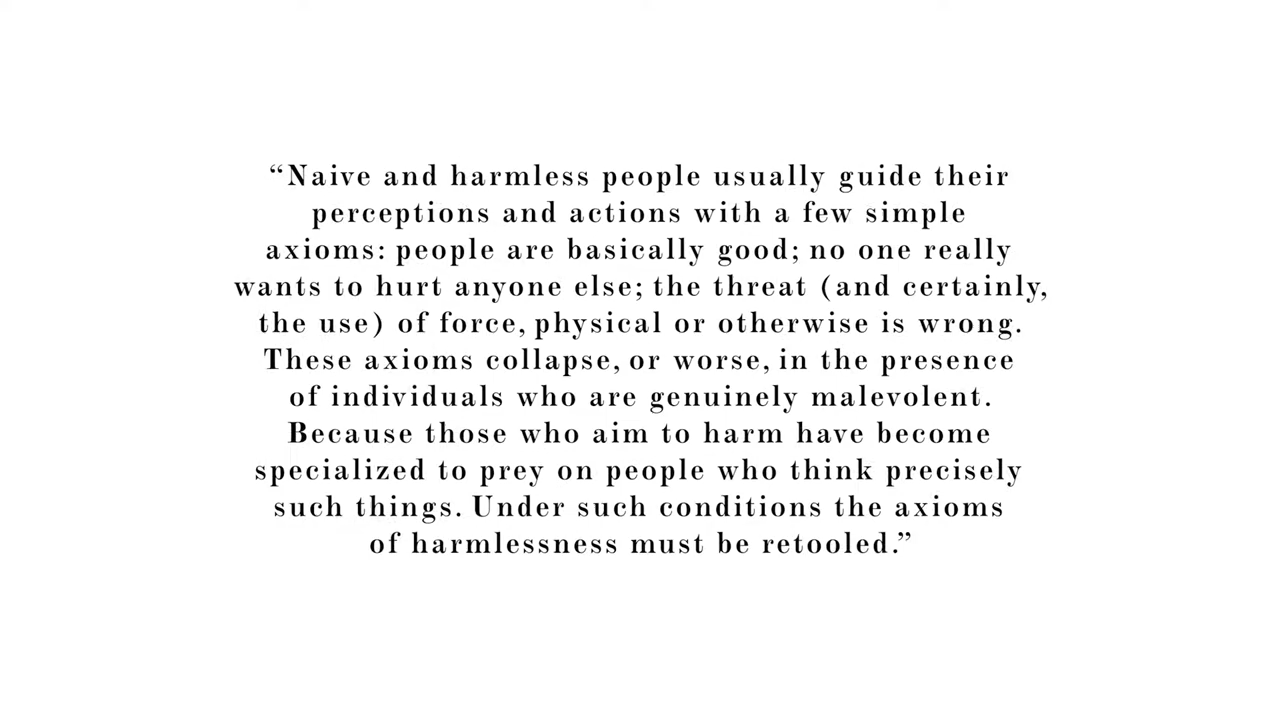 “Naive and harmless people usually guide their
perceptions and actions with a few simple
axioms: people are basically good; no one really
wants to hurt anyone else; the threat (and certainly,
the use) of force, physical or otherwise is wrong.
These axioms collapse, or worse, in the presence
of individuals who are genuinely malevolent.
Because those who aim to harm have become
specialized to prey on people who think precisely
such things. Under such conditions the axioms
of harmlessness must be retooled.”